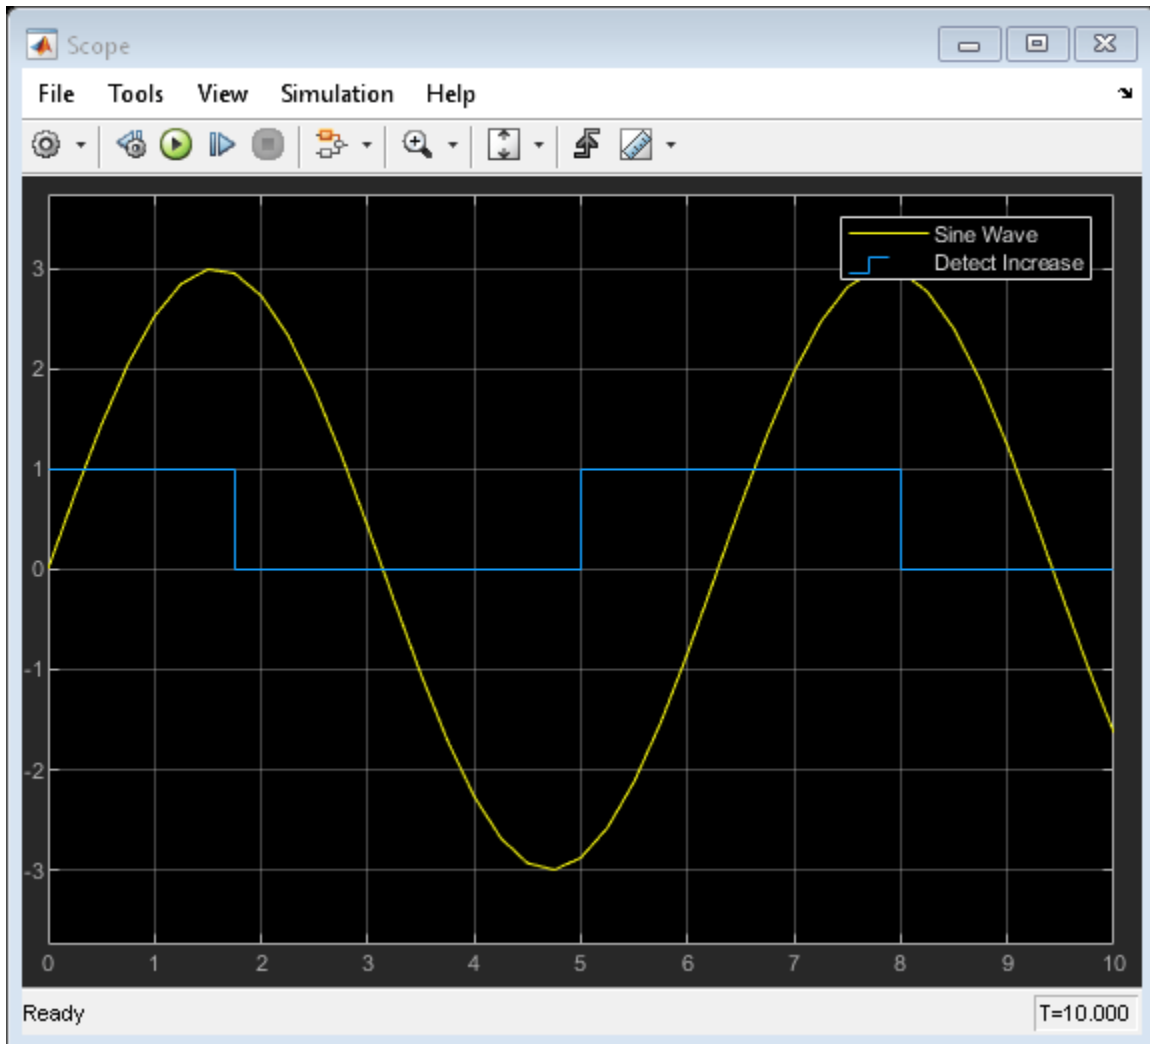 Scope
File Tools View Simulation Help
Sine Wave
Detect Increase
3
2
1
0
-1
-2
-3
0 1 2 3 4 5 6 7 8 9 10
Ready T=10.000